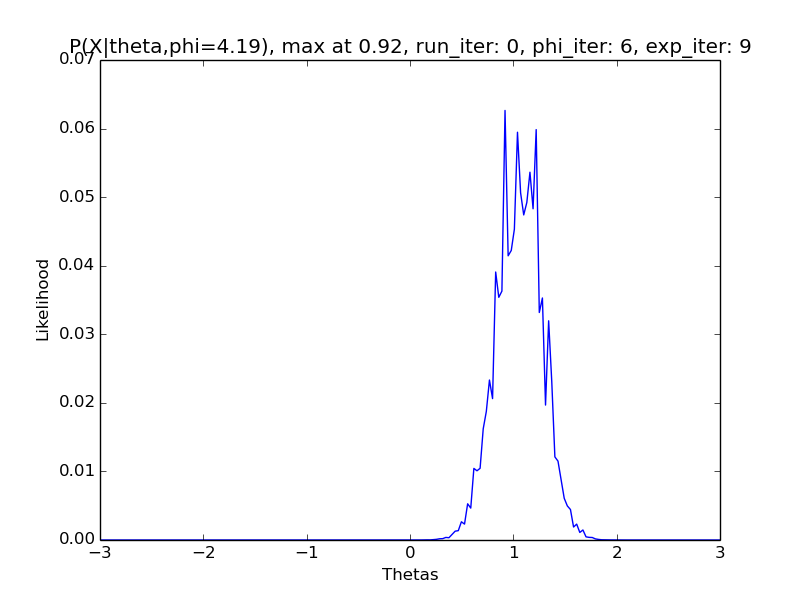 P(X|theta,phi=4.19), max at 0.92, run_iter: 0, phi_iter: 6, exp_iter: 9
0.07
0.06
0.05
0.04
0.03
0.02
0.01
0.00
Likelihood
−3 −2 −1 0 1 2 3
Thetas